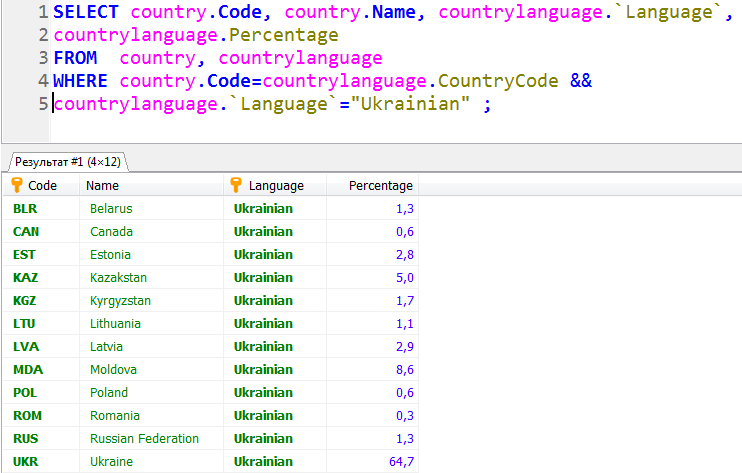 1 SELECT country.Code, country.Name, countrylanguage.`Language`,
2 countrylanguage.Percentage
3 FROM  country, countrylanguage
4 WHERE country.Code=countrylanguage.CountryCode &&
5 countrylanguage.`Language`="Ukrainian" ;
Результат #1 (4×12)
Code Name Language Percentage
BLR Belarus Ukrainian 1,3
CAN Canada Ukrainian 0,6
EST Estonia Ukrainian 2,8
KAZ Kazakstan Ukrainian 5,0
KGZ Kyrgyzstan Ukrainian 1,7
LTU Lithuania Ukrainian 1,1
LVA Latvia Ukrainian 2,9
MDA Moldova Ukrainian 8,6
POL Poland Ukrainian 0,6
ROM Romania Ukrainian 0,3
RUS Russian Federation Ukrainian 1,3
UKR Ukraine Ukrainian 64,7